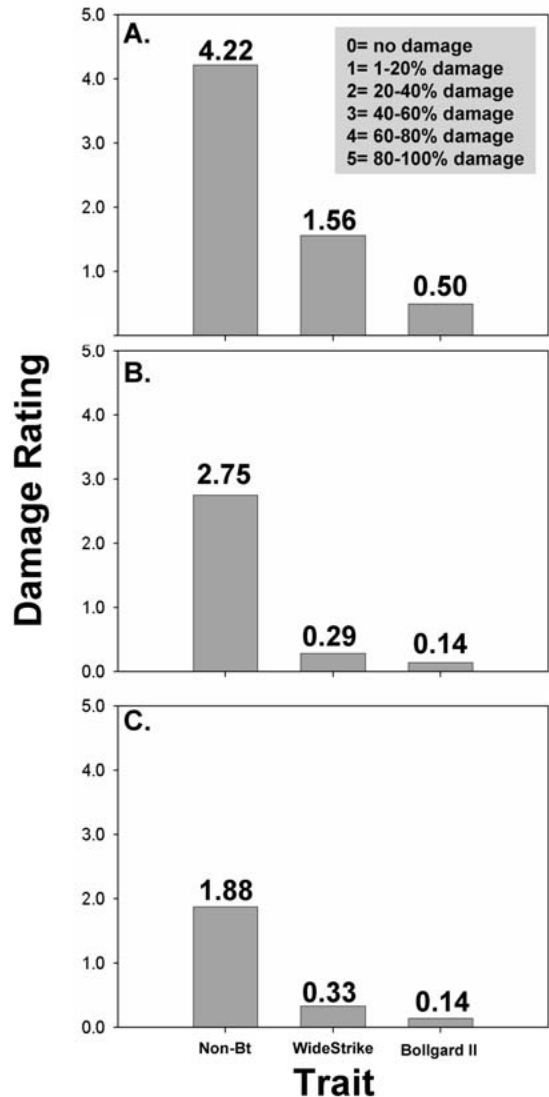 Damage Rating
A.
0= no damage
1= 1-20% damage
2= 20-40% damage
3= 40-60% damage
4= 60-80% damage
5= 80-100% damage
5.0
4.0
3.0
2.0
1.0
4.22
1.56
0.50
B.
5.0
4.0
3.0
2.0
1.0
0.0
2.75
0.29
0.14
C.
5.0
4.0
3.0
2.0
1.0
0.0
1.88
0.33
0.14
Non-Bt WideStrike Bollgard II
Trait